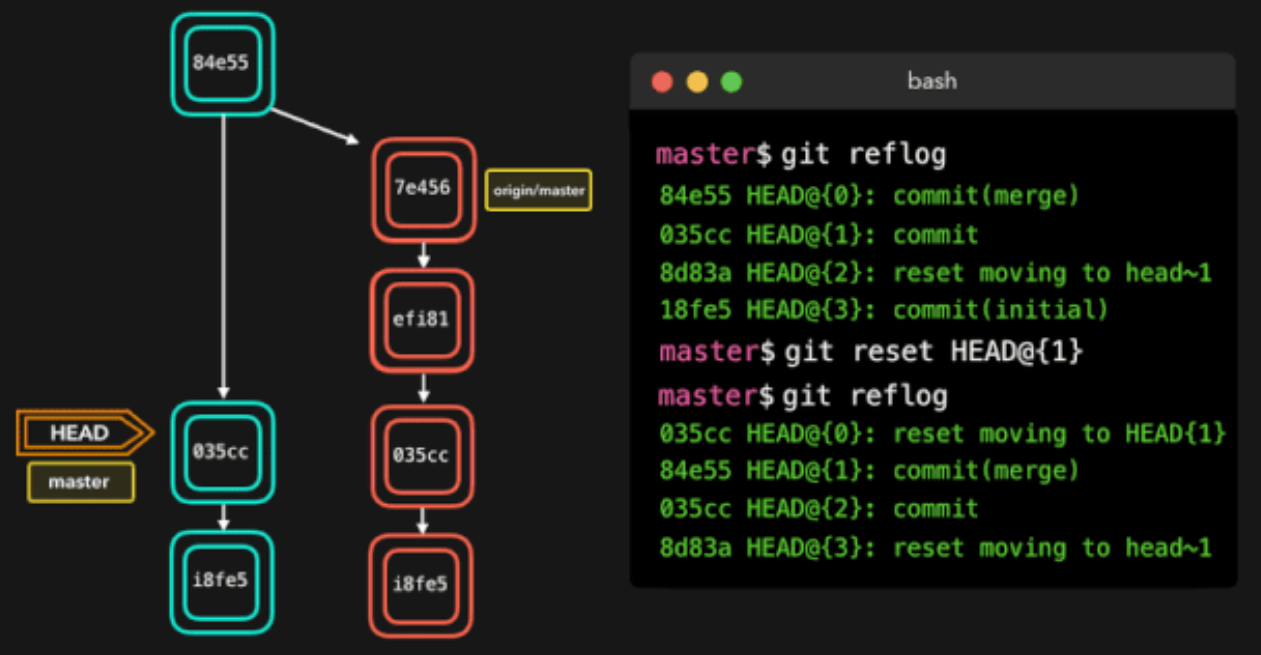 84e55
7e456
origin/master
efi81
HEAD
master
035cc
035cc
i8fe5
i8fe5
bash
master$ git reflog
84e55 HEAD@{0}: commit(merge)
035cc HEAD@{1}: commit
8d83a HEAD@{2}: reset moving to head~1
18fe5 HEAD@{3}: commit(initial)
master$ git reset HEAD@{1}
master$ git reflog
035cc HEAD@{0}: reset moving to HEAD{1}
84e55 HEAD@{1}: commit(merge)
035cc HEAD@{2}: commit
8d83a HEAD@{3}: reset moving to head~1